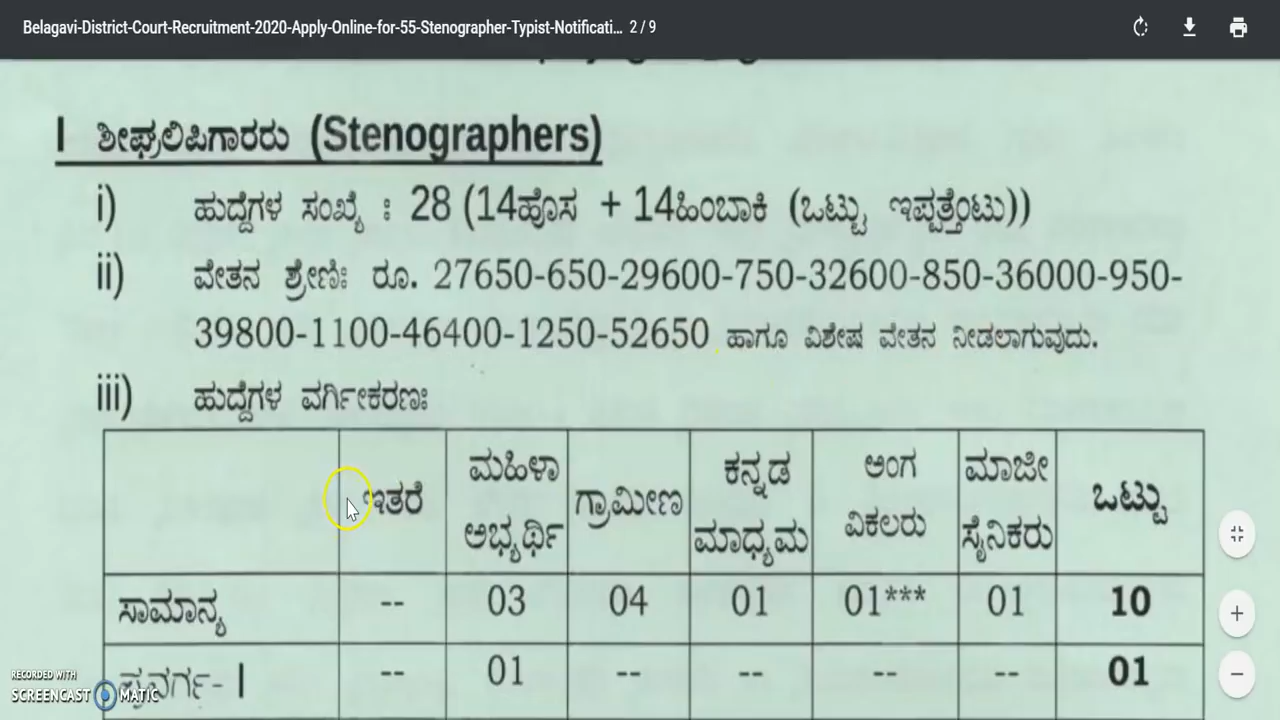 Belagavi-District-Court-Recruitment-2020-Apply-Online-for-55-Stenographer-Typist-Notificati... 2 / 9
I ಶೀಘ್ರಲಿಪಿಗಾರರು (Stenographers)
i) ಹುದ್ದೆಗಳ ಸಂಖ್ಯೆ : 28 (14ಹೊಸ + 14ಹಿಂಬಾಕಿ (ಒಟ್ಟು ಇಪ್ಪತ್ತೆಂಟು))
ii) ವೇತನ ಶ್ರೇಣಿಃ ರೂ. 27650-650-29600-750-32600-850-36000-950-
39800-1100-46400-1250-52650 ಹಾಗೂ ವಿಶೇಷ ವೇತನ ನೀಡಲಾಗುವುದು.
iii) ಹುದ್ದೆಗಳ ವರ್ಗೀಕರಣಃ
ಇತರೆ ಮಹಿಳಾ ಅಭ್ಯರ್ಥಿ ಗ್ರಾಮೀಣ ಕನ್ನಡ ಮಾಧ್ಯಮ ಅಂಗ ವಿಕಲರು ಮಾಜೀ ಸೈನಿಕರು ಒಟ್ಟು
ಸಾಮಾನ್ಯ -- 03 04 01 01*** 01 10
ಪ್ರವರ್ಗ- I -- 01 -- -- -- -- 01
RECORDED WITH
SCREENCAST MATIC